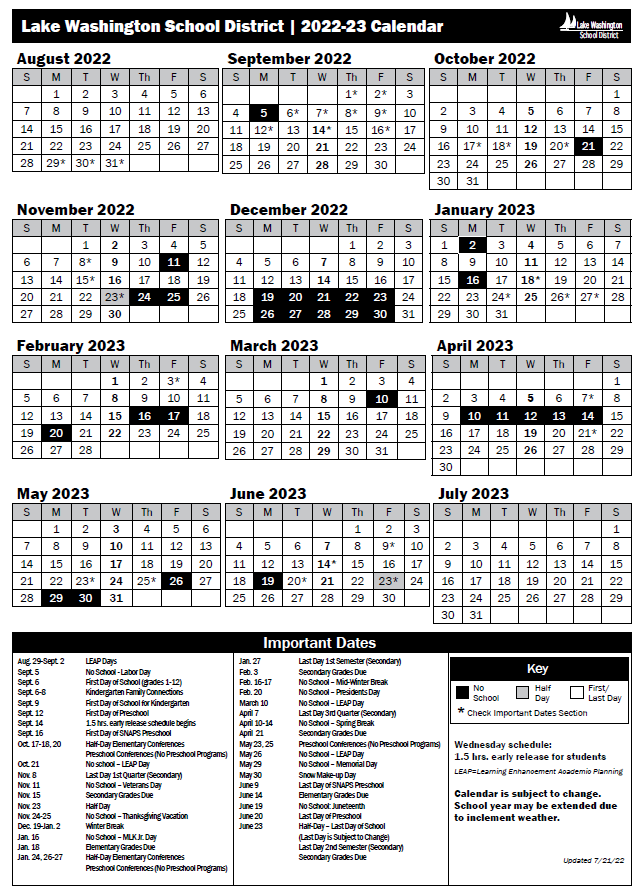 Lake Washington School District | 2022-23 Calendar
Lake Washington
School District
August 2022
S M T W Th F S
1 2 3 4 5 6
7 8 9 10 11 12 13
14 15 16 17 18 19 20
21 22 23 24 25 26 27
28 29* 30* 31*
September 2022
S M T W Th F S
1* 2* 3
4 5 6* 7* 8* 9* 10
11 12* 13 14* 15 16* 17
18 19 20 21 22 23 24
25 26 27 28 29 30
October 2022
S M T W Th F S
1
2 3 4 5 6 7 8
9 10 11 12 13 14 15
16 17* 18* 19 20* 21 22
23 24 25 26 27 28 29
30 31
November 2022
S M T W Th F S
1 2 3 4 5
6 7 8* 9 10 11 12
13 14 15* 16 17 18 19
20 21 22 23* 24 25 26
27 28 29 30
December 2022
S M T W Th F S
1 2 3
4 5 6 7 8 9 10
11 12 13 14 15 16 17
18 19 20 21 22 23 24
25 26 27 28 29 30 31
January 2023
S M T W Th F S
1 2 3 4 5 6 7
8 9 10 11 12 13 14
15 16 17 18* 19 20 21
22 23 24* 25 26* 27* 28
29 30 31
February 2023
S M T W Th F S
1 2 3* 4
5 6 7 8 9 10 11
12 13 14 15 16 17 18
19 20 21 22 23 24 25
26 27 28
March 2023
S M T W Th F S
1 2 3 4
5 6 7 8 9 10 11
12 13 14 15 16 17 18
19 20 21 22 23 24 25
26 27 28 29 30 31
April 2023
S M T W Th F S
1
2 3 4 5 6 7* 8
9 10 11 12 13 14 15
16 17 18 19 20 21* 22
23 24 25 26 27 28 29
30
May 2023
S M T W Th F S
1 2 3 4 5 6
7 8 9 10 11 12 13
14 15 16 17 18 19 20
21 22 23* 24 25* 26 27
28 29 30 31
June 2023
S M T W Th F S
1 2 3
4 5 6 7 8 9* 10
11 12 13 14* 15 16 17
18 19 20* 21 22 23* 24
25 26 27 28 29 30
July 2023
S M T W Th F S
1
2 3 4 5 6 7 8
9 10 11 12 13 14 15
16 17 18 19 20 21 22
23 24 25 26 27 28 29
30 31
Important Dates
Aug. 29-Sept. 2 LEAP Days
Sept. 5 No School - Labor Day
Sept. 6 First Day of School (grades 1-12)
Sept. 6-8 Kindergarten Family Connections
Sept. 9 First Day of School for Kindergarten
Sept. 12 First Day of Preschool
Sept. 14 1.5 hrs. early release schedule begins
Sept. 16 First Day of SNAPS Preschool
Oct. 17-18, 20 Half-Day Elementary Conferences
Preschool Conferences (No Preschool Programs)
Oct. 21 No school – LEAP Day
Nov. 8 Last Day 1st Quarter (Secondary)
Nov. 11 No School – Veterans Day
Nov. 15 Secondary Grades Due
Nov. 23 Half Day
Nov. 24-25 No School – Thanksgiving Vacation
Dec. 19-Jan. 2 Winter Break
Jan. 16 No School – MLK Jr. Day
Jan. 18 Elementary Grades Due
Jan. 24, 26-27 Half-Day Elementary Conferences
Preschool Conferences (No Preschool Programs)
Jan. 27 Last Day 1st Semester (Secondary)
Feb. 3 Secondary Grades Due
Feb. 16-17 No School – Mid-Winter Break
Feb. 20 No School – Presidents Day
March 10 No School – LEAP Day
April 7 Last Day 3rd Quarter (Secondary)
April 10-14 No School – Spring Break
April 21 Secondary Grades Due
May 23, 25 Preschool Conferences (No Preschool Programs)
May 26 No School – LEAP Day
May 29 No School – Memorial Day
May 30 Snow Make-up Day
June 9 Last Day of SNAPS Preschool
June 14 Elementary Grades Due
June 19 No School: Juneteenth
June 20 Last Day of Preschool
June 23 Half-Day – Last Day of School
(Last Day is Subject to Change)
Last Day 2nd Semester (Secondary)
Secondary Grades Due
Key
No School
Half Day
First/ Last Day
* Check Important Dates Section
Wednesday schedule:
1.5 hrs. early release for students
LEAP=Learning Enhancement Academic Planning
Calendar is subject to change.
School year may be extended due
to inclement weather.
Updated 7/21/22